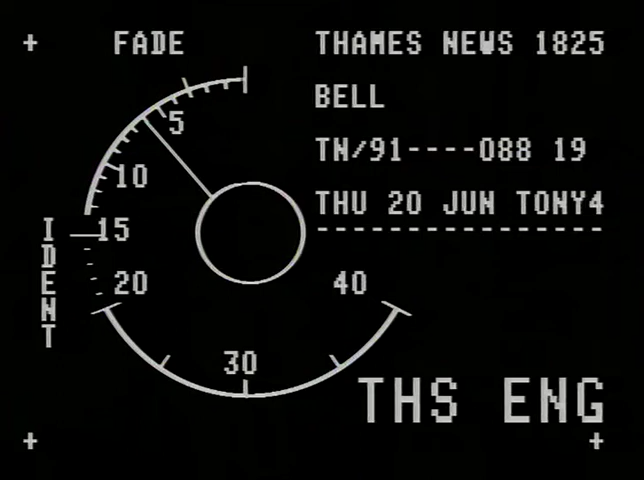 FADE
THAMES NEWS 1825
BELL
TN/91----088 19
THU 20 JUN TONY4
----------------
5
10
15
20
30
40
IDENT
THS ENG